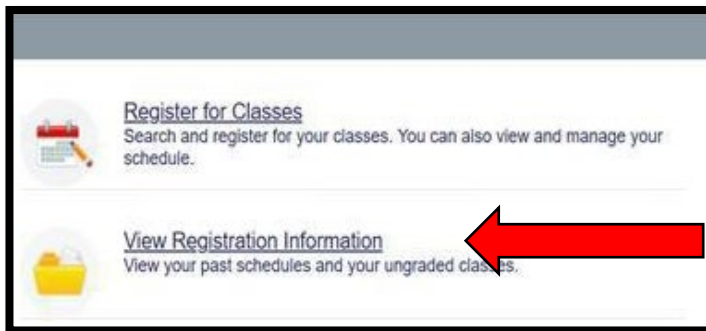 Register for Classes
Search and register for your classes. You can also view and manage your
schedule.
View Registration Information
View your past schedules and your ungraded classes.